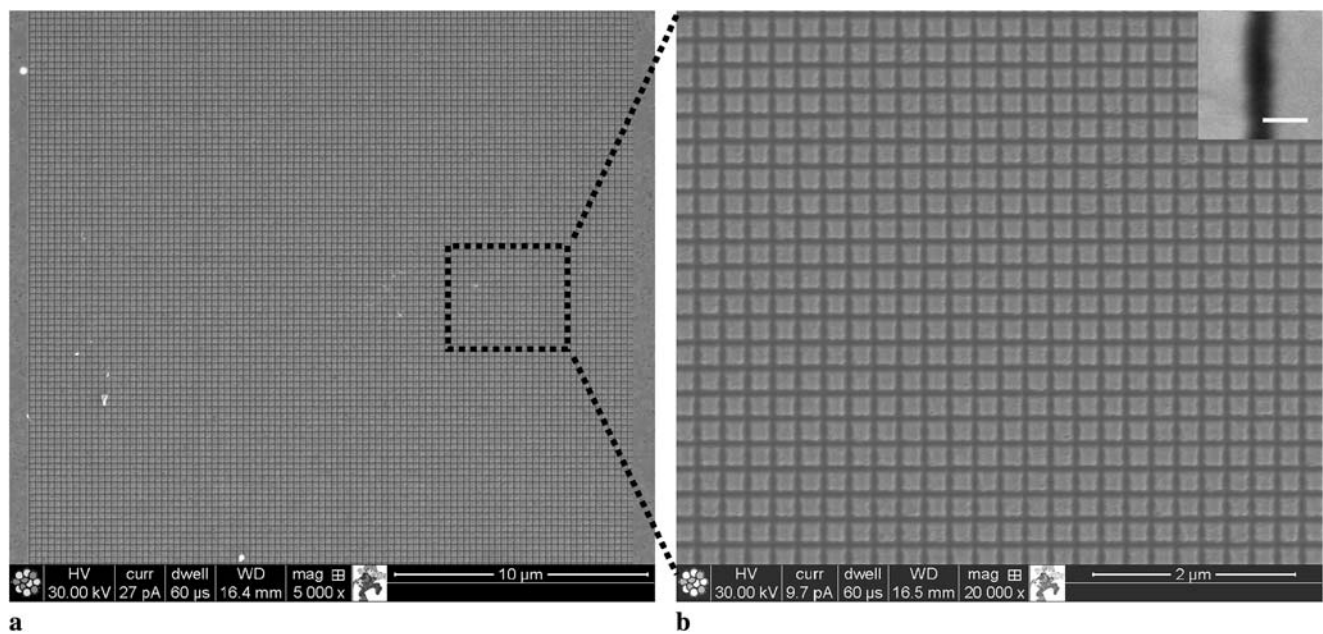 HV curr dwell WD mag
30.00 kV 27 pA 60 µs 16.4 mm 5 000 x
10 µm
HV curr dwell WD mag
30.00 kV 9.7 pA 60 µs 16.5 mm 20 000 x
2 µm
a
b